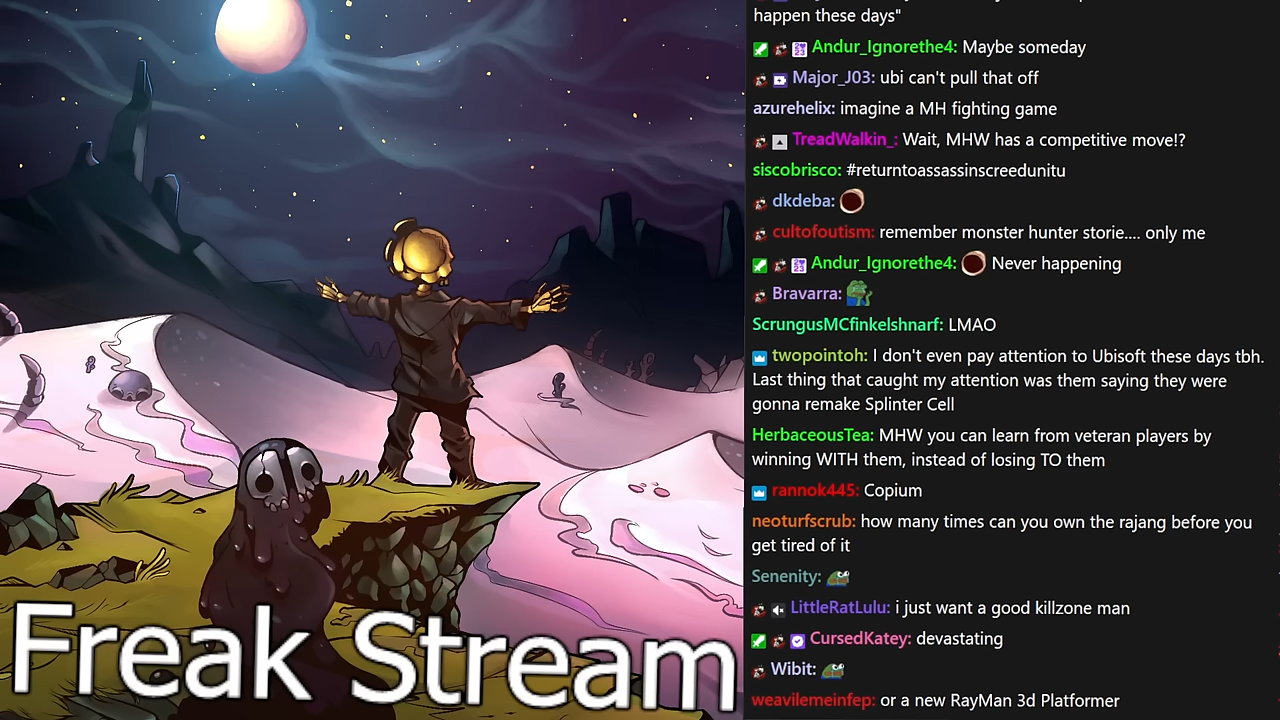 happen these days"
Andur_Ignorethe4: Maybe someday
Major_J03: ubi can't pull that off
azurehelix: imagine a MH fighting game
TreadWalkin_: Wait, MHW has a competitive move!?
siscobrisco: #returntoassassinscreedunitu
dkdeba:
cultofoutism: remember monster hunter storie.... only me
Andur_Ignorethe4: Never happening
Bravarra:
ScrungusMCfinkelshnarf: LMAO
twopointoh: I don't even pay attention to Ubisoft these days tbh.
Last thing that caught my attention was them saying they were
gonna remake Splinter Cell
HerbaceousTea: MHW you can learn from veteran players by
winning WITH them, instead of losing TO them
rannok445: Copium
neoturfscrub: how many times can you own the rajang before you
get tired of it
Senenity:
LittleRatLulu: i just want a good killzone man
CursedKatey: devastating
Wibit:
weavilemeinfep: or a new RayMan 3d Platformer
Freak Stream